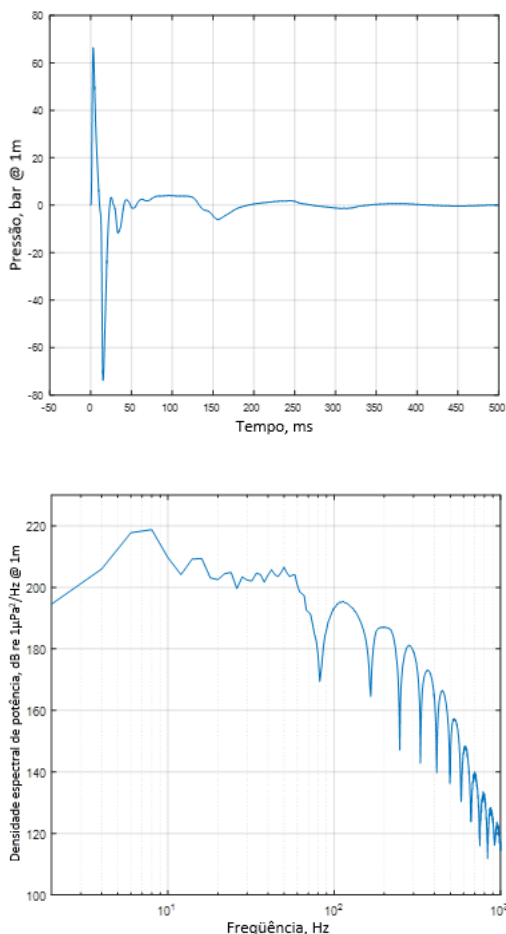 80
60
40
20
0
-20
-40
-60
-80
Pressão, bar @ 1m
-50 0 50 100 150 200 250 300 350 400 450 500
Tempo, ms
220
200
180
160
140
120
100
Densidade espectral de potência, dB re 1µPa²/Hz @ 1m
10¹ 10² 10³
Freqüência, Hz